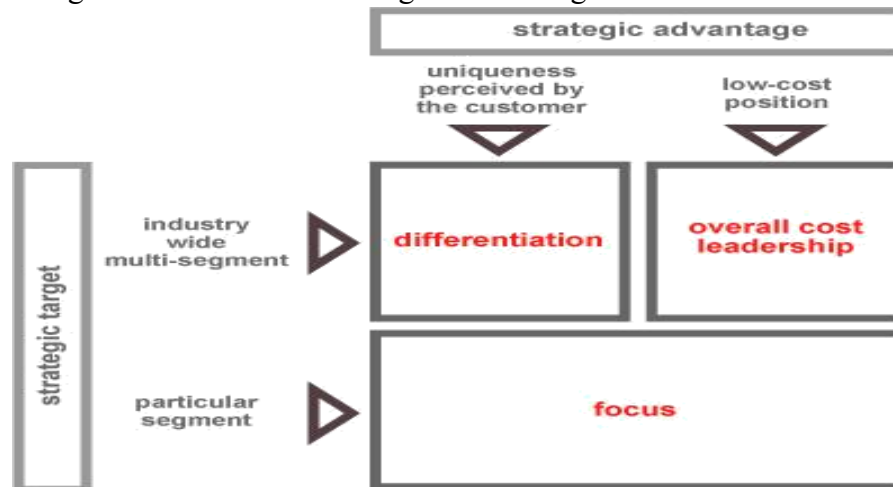 strategic advantage
uniqueness
perceived by
the customer
low-cost
position
industry
wide
multi-segment
differentiation
overall cost
leadership
strategic target
particular
segment
focus